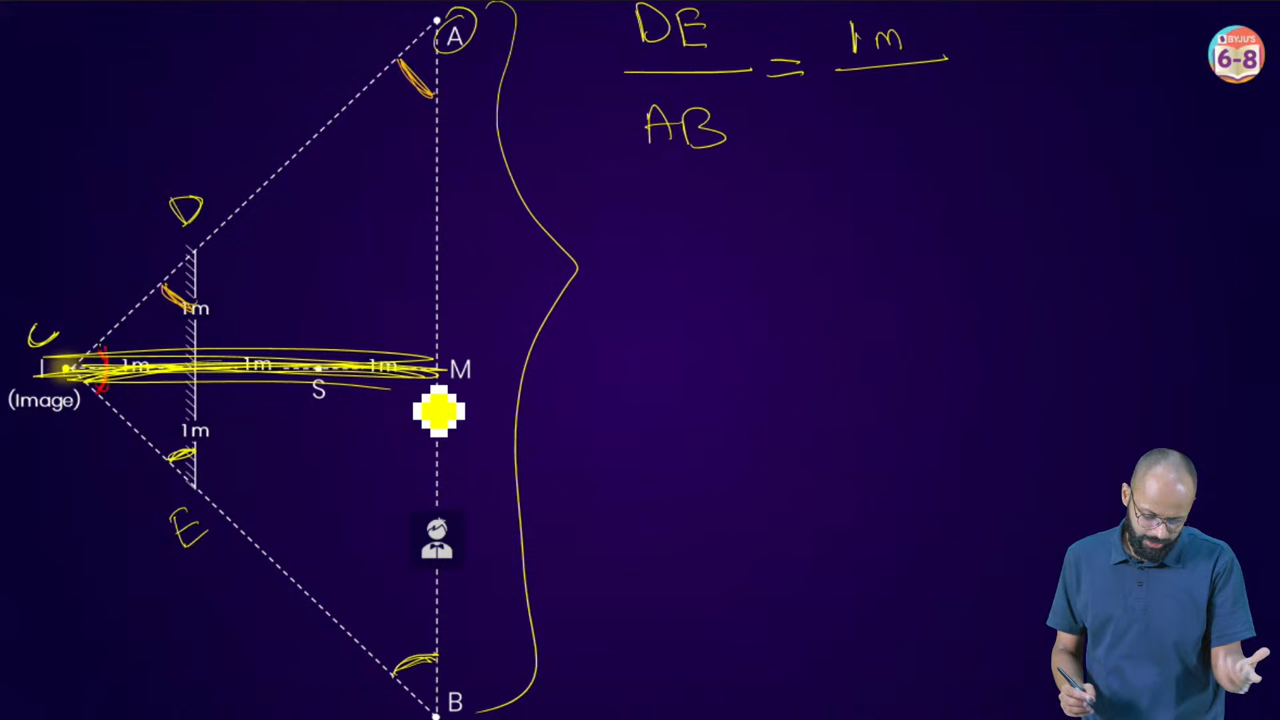 DE = 1m
AB
BYJU'S
6-8
A
D
1m
C
I 1m 1m 1m M
(Image)
S
1m
E
B